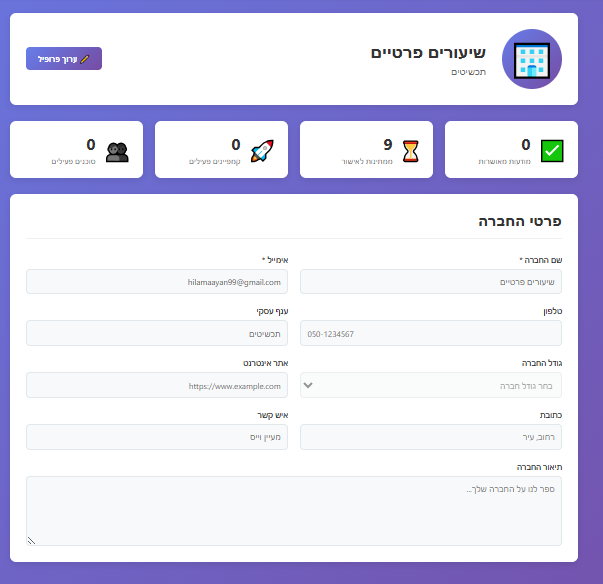 שיעורים פרטיים
תכשיטים
ערוך פרופיל
0
מודעות מאושרות
9
ממתינות לאישור
0
קמפיינים פעילים
0
סוכנים פעילים
פרטי החברה
שם החברה *
שיעורים פרטיים
אימייל *
hilamaayan99@gmail.com
טלפון
050-1234567
ענף עסקי
תכשיטים
גודל החברה
בחר גודל חברה
אתר אינטרנט
https://www.example.com
כתובת
רחוב, עיר
איש קשר
מעיין וייס
תיאור החברה
ספר לנו על החברה שלך...